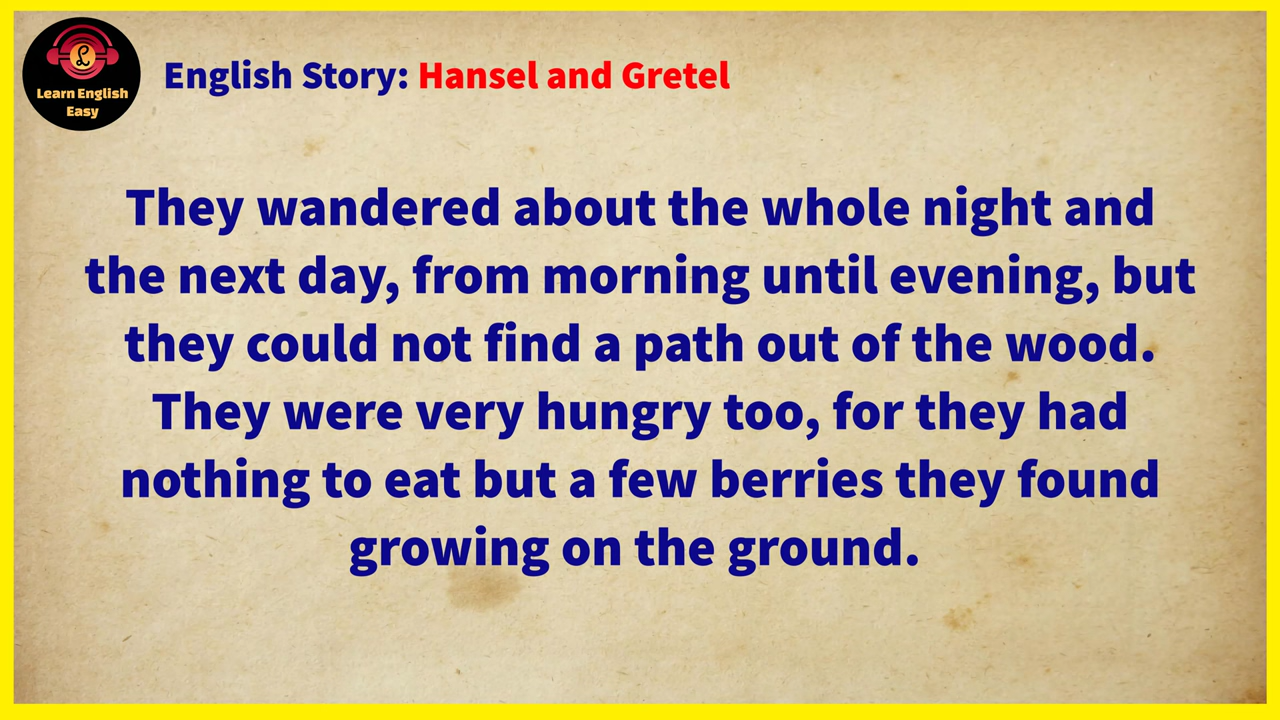 Learn English
Easy
English Story: Hansel and Gretel
They wandered about the whole night and
the next day, from morning until evening, but
they could not find a path out of the wood.
They were very hungry too, for they had
nothing to eat but a few berries they found
growing on the ground.